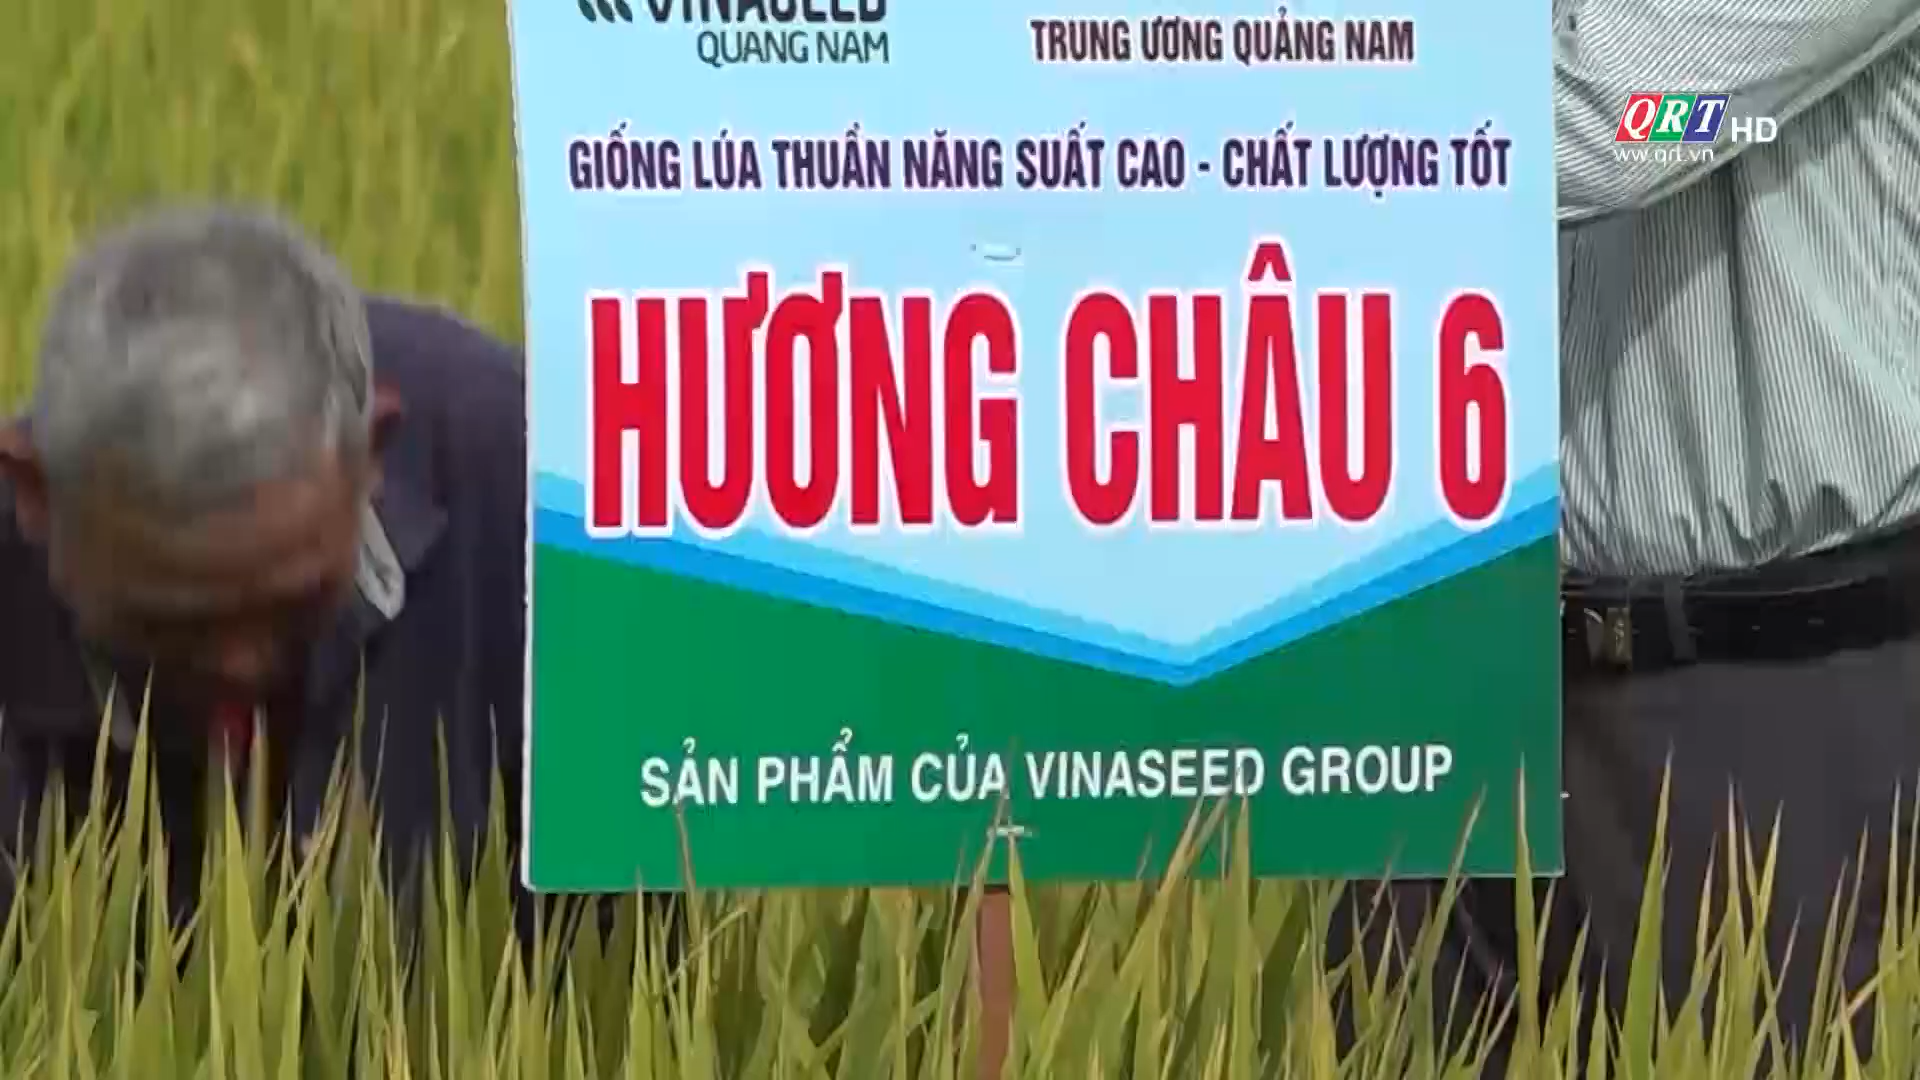 VINASEED
QUANG NAM
TRUNG ƯƠNG QUẢNG NAM
GIỐNG LÚA THUẦN NĂNG SUẤT CAO - CHẤT LƯỢNG TỐT
HƯƠNG CHÂU 6
SẢN PHẨM CỦA VINASEED GROUP
QRT HD
ww.qrt.vn